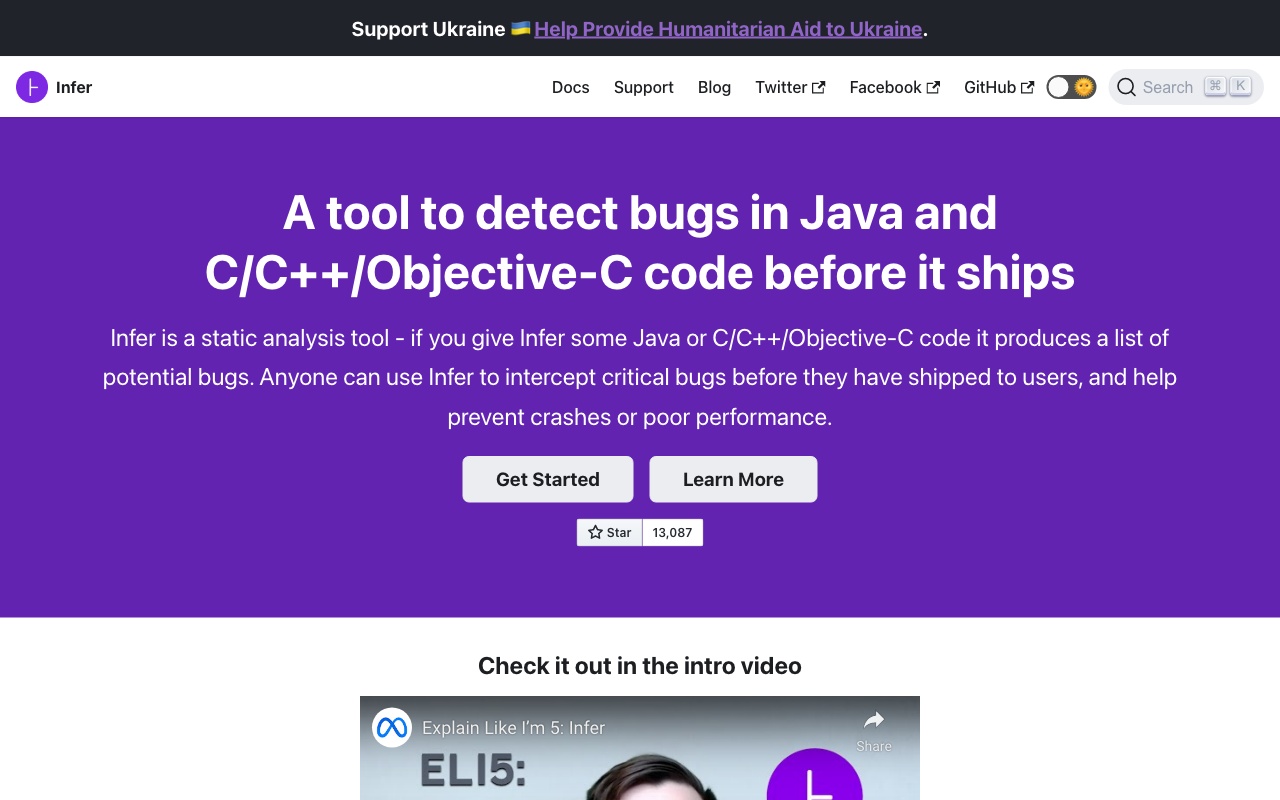 Support Ukraine 🇺🇦 Help Provide Humanitarian Aid to Ukraine.
Infer
Docs
Support
Blog
Twitter
Facebook
GitHub
Search ⌘ K
A tool to detect bugs in Java and
C/C++/Objective-C code before it ships
Infer is a static analysis tool - if you give Infer some Java or C/C++/Objective-C code it produces a list of
potential bugs. Anyone can use Infer to intercept critical bugs before they have shipped to users, and help
prevent crashes or poor performance.
Get Started
Learn More
Star 13,087
Check it out in the intro video
Explain Like I'm 5: Infer
Share
ELI5: